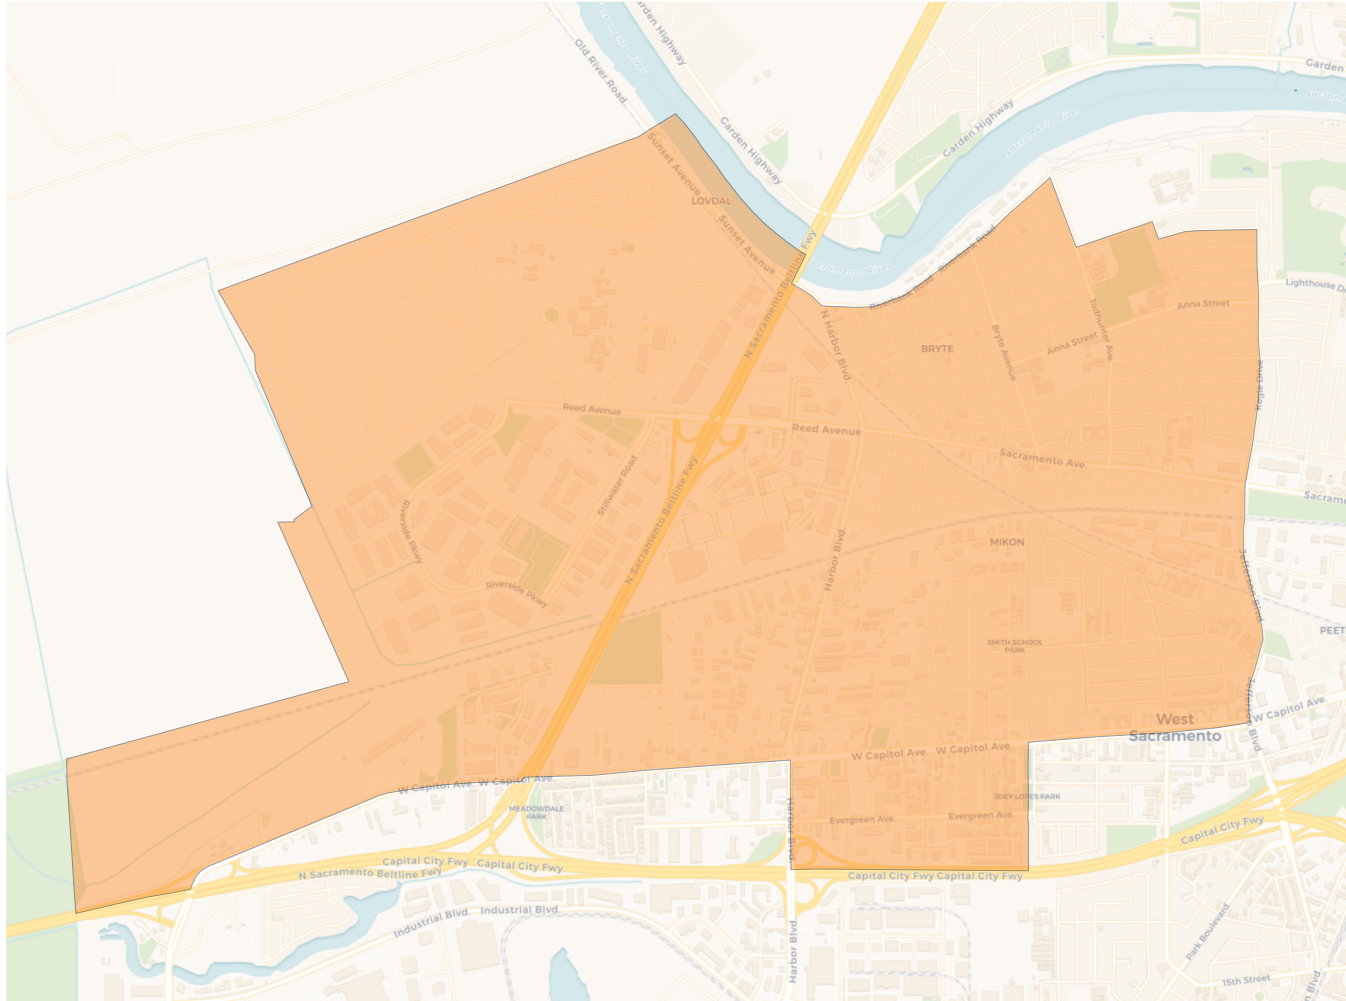 Sacramento River
Garden Highway
Old River Road
Garden Highway
Garden
Garden Highway
Sacramento River
Sunset Avenue
LOVDAL
Sunset Avenue
N Sacramento Beltline Fwy
Sacramento River
Riverbank Road
Riverbank Road
Lighthouse Dr
Anna Street
Todhunter Ave.
Anna Street
Bryte Avenue
BRYTE
N Harbor Blvd.
Kegle Drive
Reed Avenue
Reed Avenue
Sacramento Ave.
Sacrame
Stillwater Road
N Sacramento Beltline Fwy
Riverside Pkwy
Riverside Pkwy
Harbor Blvd.
MIKON
Jefferson Blvd.
PEET
SMITH SCHOOL
PARK
Jefferson Blvd.
W Capitol Ave.
West
Sacramento
W Capitol Ave.
W Capitol Ave.
W Capitol Ave.
W Capitol Ave.
MEADOWDALE
PARK
Harbor Blvd
JOEY LOPES PARK
Evergreen Ave.
Evergreen Ave.
Capital City Fwy
Capital City Fwy
Capital City Fwy
N Sacramento Beltline Fwy
Capital City Fwy
Capital City Fwy
Industrial Blvd.
Industrial Blvd.
Harbor Blvd
Park Boulevard
15th Street
n Blvd